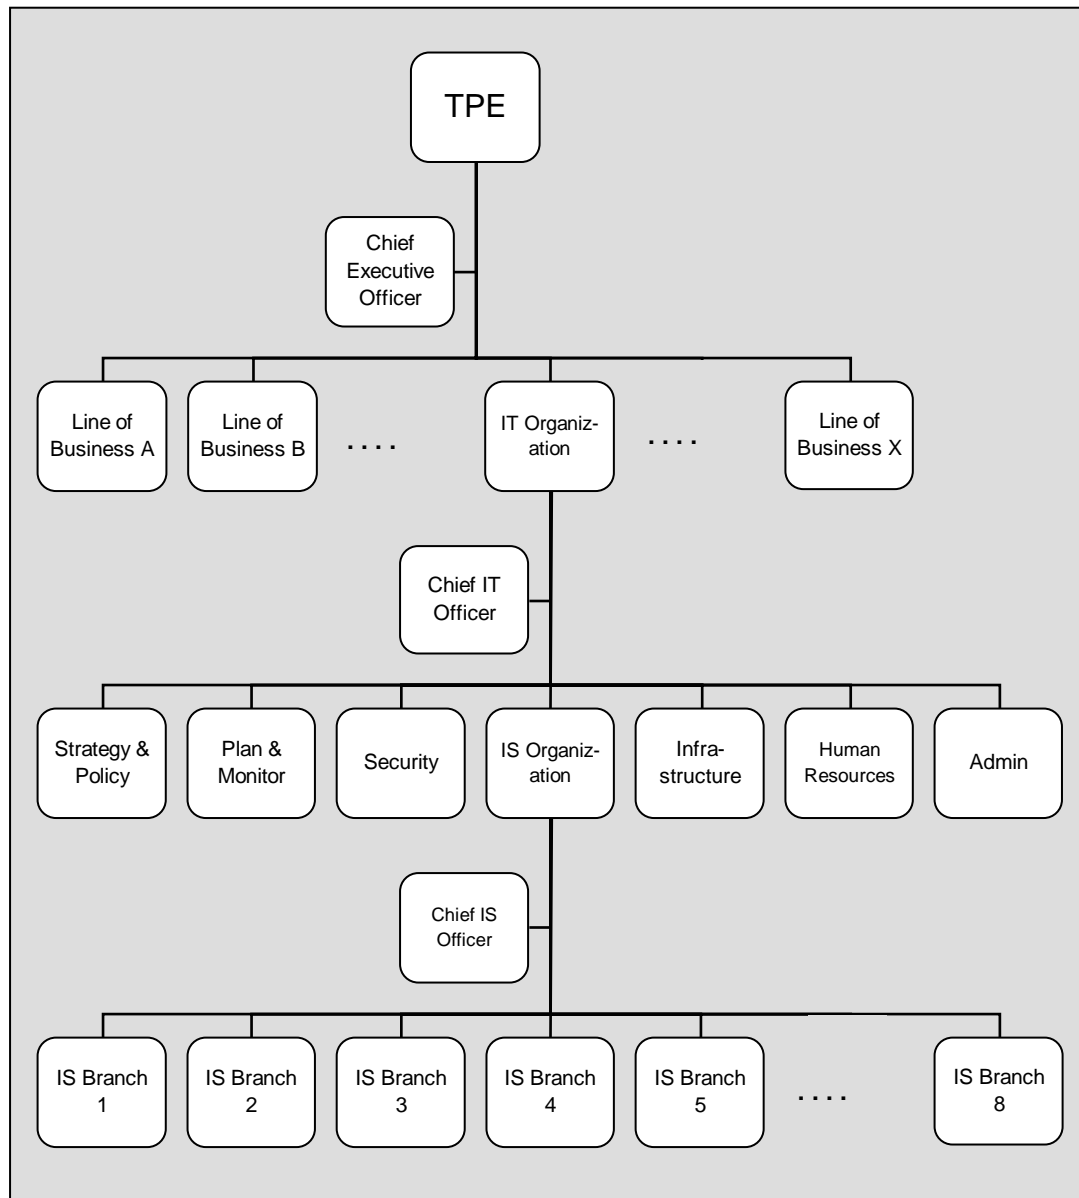 TPE
Chief
Executive
Officer
Line of
Business A
Line of
Business B
. . . .
IT Organiz-
ation
. . . .
Line of
Business X
Chief IT
Officer
Strategy &
Policy
Plan &
Monitor
Security
IS Organiz-
ation
Infra-
structure
Human
Resources
Admin
Chief IS
Officer
IS Branch
1
IS Branch
2
IS Branch
3
IS Branch
4
IS Branch
5
. . . .
IS Branch
8